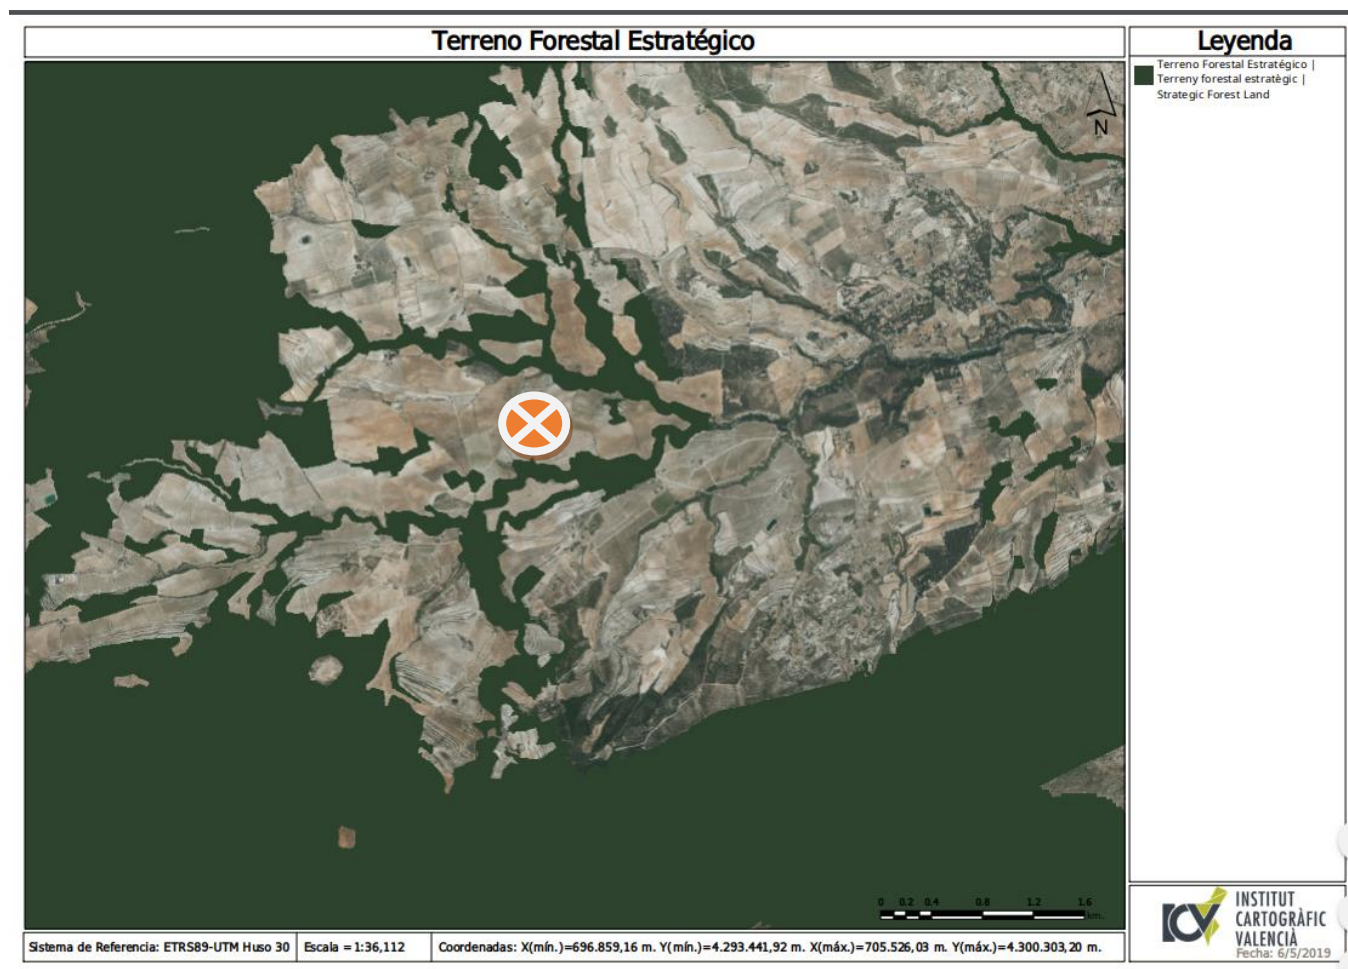 Terreno Forestal Estratégico
Leyenda
Terreno Forestal Estratégico |
Terreny forestal estratègic |
Strategic Forest Land
N
0 0.2 0.4 0.8 1.2 1.6
km.
Sistema de Referencia: ETRS89-UTM Huso 30
Escala = 1:36,112
Coordenadas: X(mín.)=696.859,16 m. Y(mín.)=4.293.441,92 m. X(máx.)=705.526,03 m. Y(máx.)=4.300.303,20 m.
ICV
INSTITUT
CARTOGRÀFIC
VALENCIÀ
Fecha: 6/5/2019